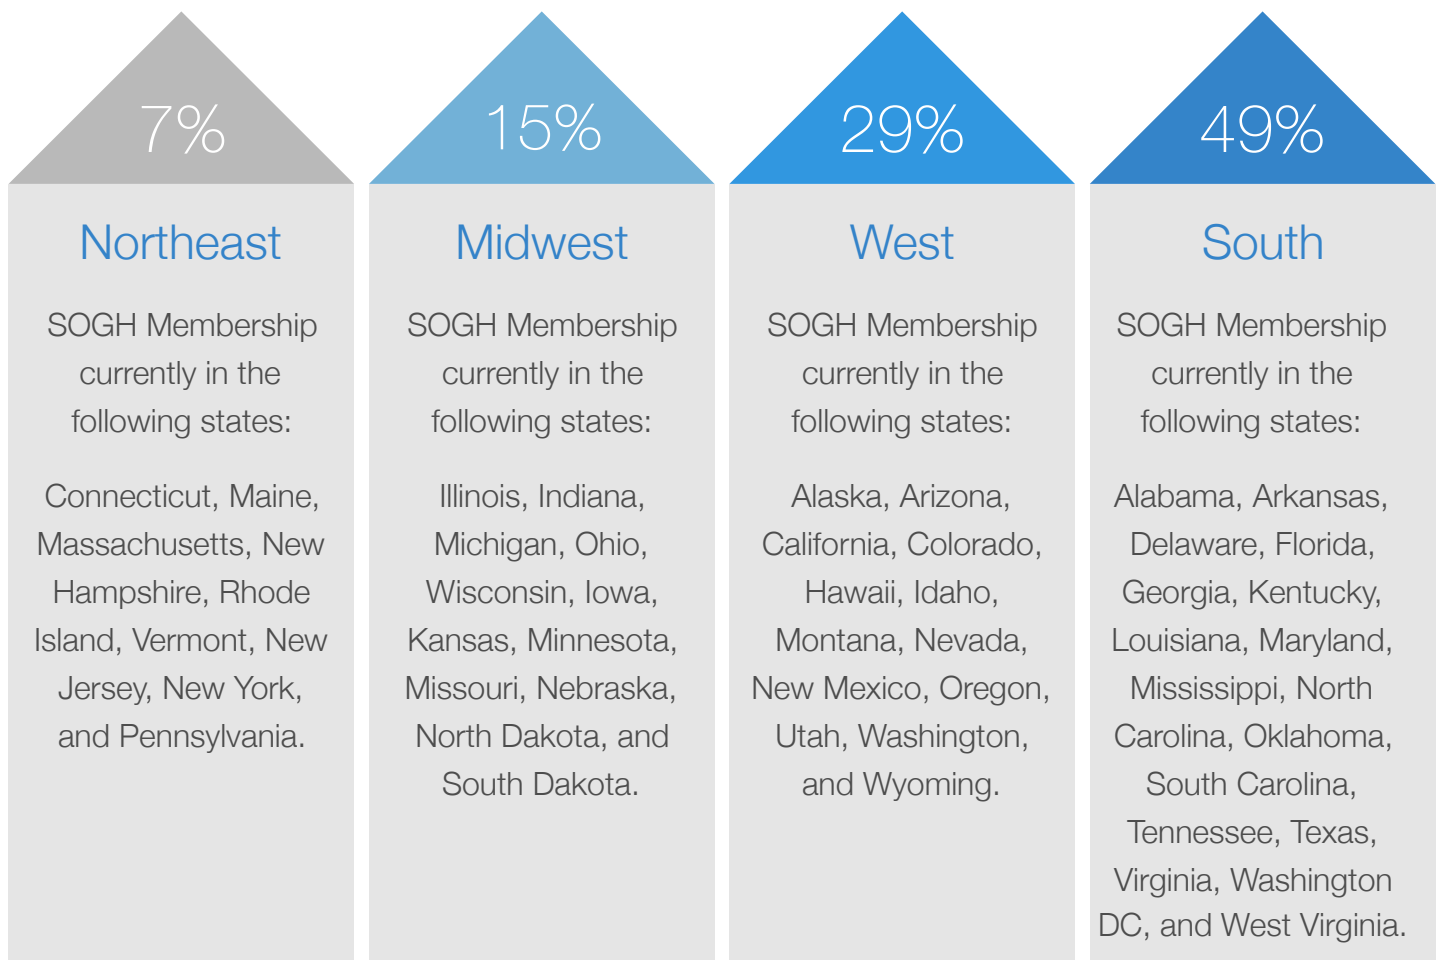 7%
Northeast
SOGH Membership
currently in the
following states:
Connecticut, Maine,
Massachusetts, New
Hampshire, Rhode
Island, Vermont, New
Jersey, New York,
and Pennsylvania.
15%
Midwest
SOGH Membership
currently in the
following states:
Illinois, Indiana,
Michigan, Ohio,
Wisconsin, Iowa,
Kansas, Minnesota,
Missouri, Nebraska,
North Dakota, and
South Dakota.
29%
West
SOGH Membership
currently in the
following states:
Alaska, Arizona,
California, Colorado,
Hawaii, Idaho,
Montana, Nevada,
New Mexico, Oregon,
Utah, Washington,
and Wyoming.
49%
South
SOGH Membership
currently in the
following states:
Alabama, Arkansas,
Delaware, Florida,
Georgia, Kentucky,
Louisiana, Maryland,
Mississippi, North
Carolina, Oklahoma,
South Carolina,
Tennessee, Texas,
Virginia, Washington
DC, and West Virginia.